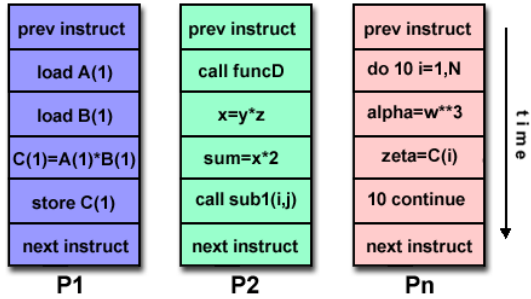 prev instruct
load A(1)
load B(1)
C(1)=A(1)*B(1)
store C(1)
next instruct
P1
prev instruct
call funcD
x=y*z
sum=x*2
call sub1(i,j)
next instruct
P2
prev instruct
do 10 i=1,N
alpha=w**3
zeta=C(i)
10 continue
next instruct
Pn
time